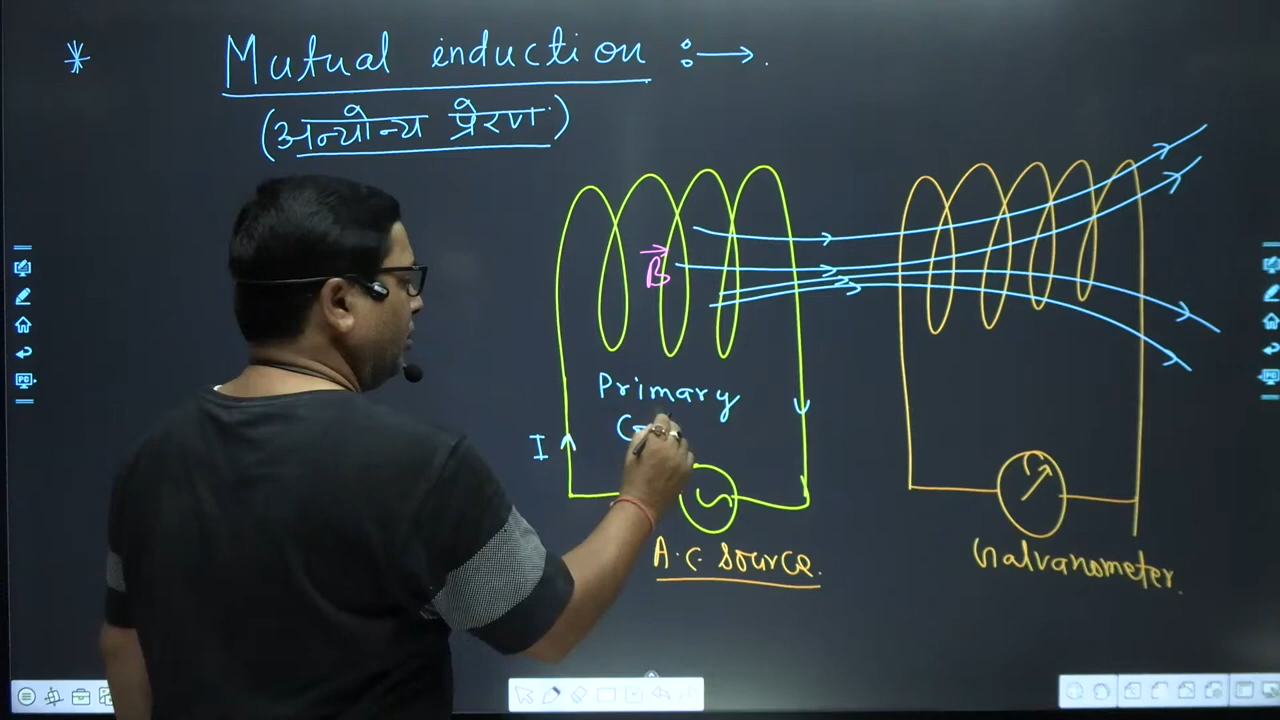 * Mutual induction :→.
(अन्योन्य प्रेरण)
B
Primary
I
A.C. Source.
Galvanometer.